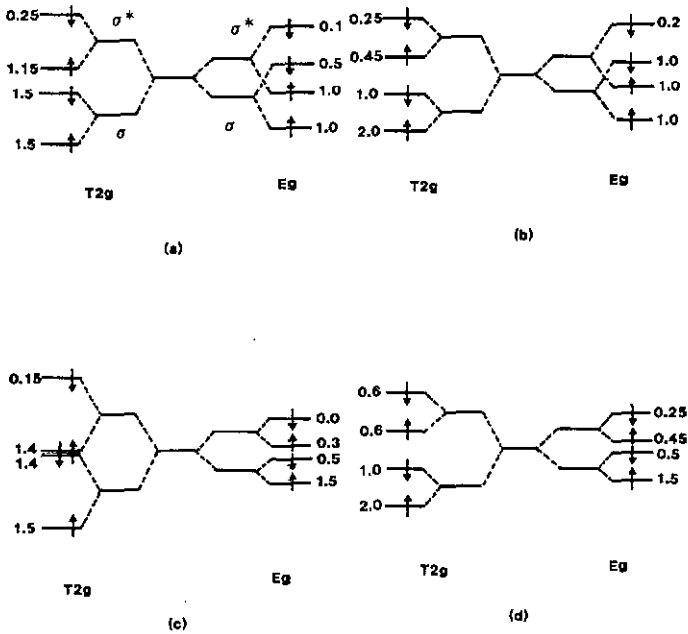 0.25 σ* σ* 0.1
1.15 0.5
1.5 1.0
1.5 σ σ 1.0
T2g Eg
(a)
0.25 0.2
0.45 1.0
1.0 1.0
2.0 1.0
T2g Eg
(b)
0.15 0.0
1.4 0.3
1.4 0.5
1.5 1.5
T2g Eg
(c)
0.6 0.25
0.6 0.45
1.0 0.5
2.0 1.5
T2g Eg
(d)